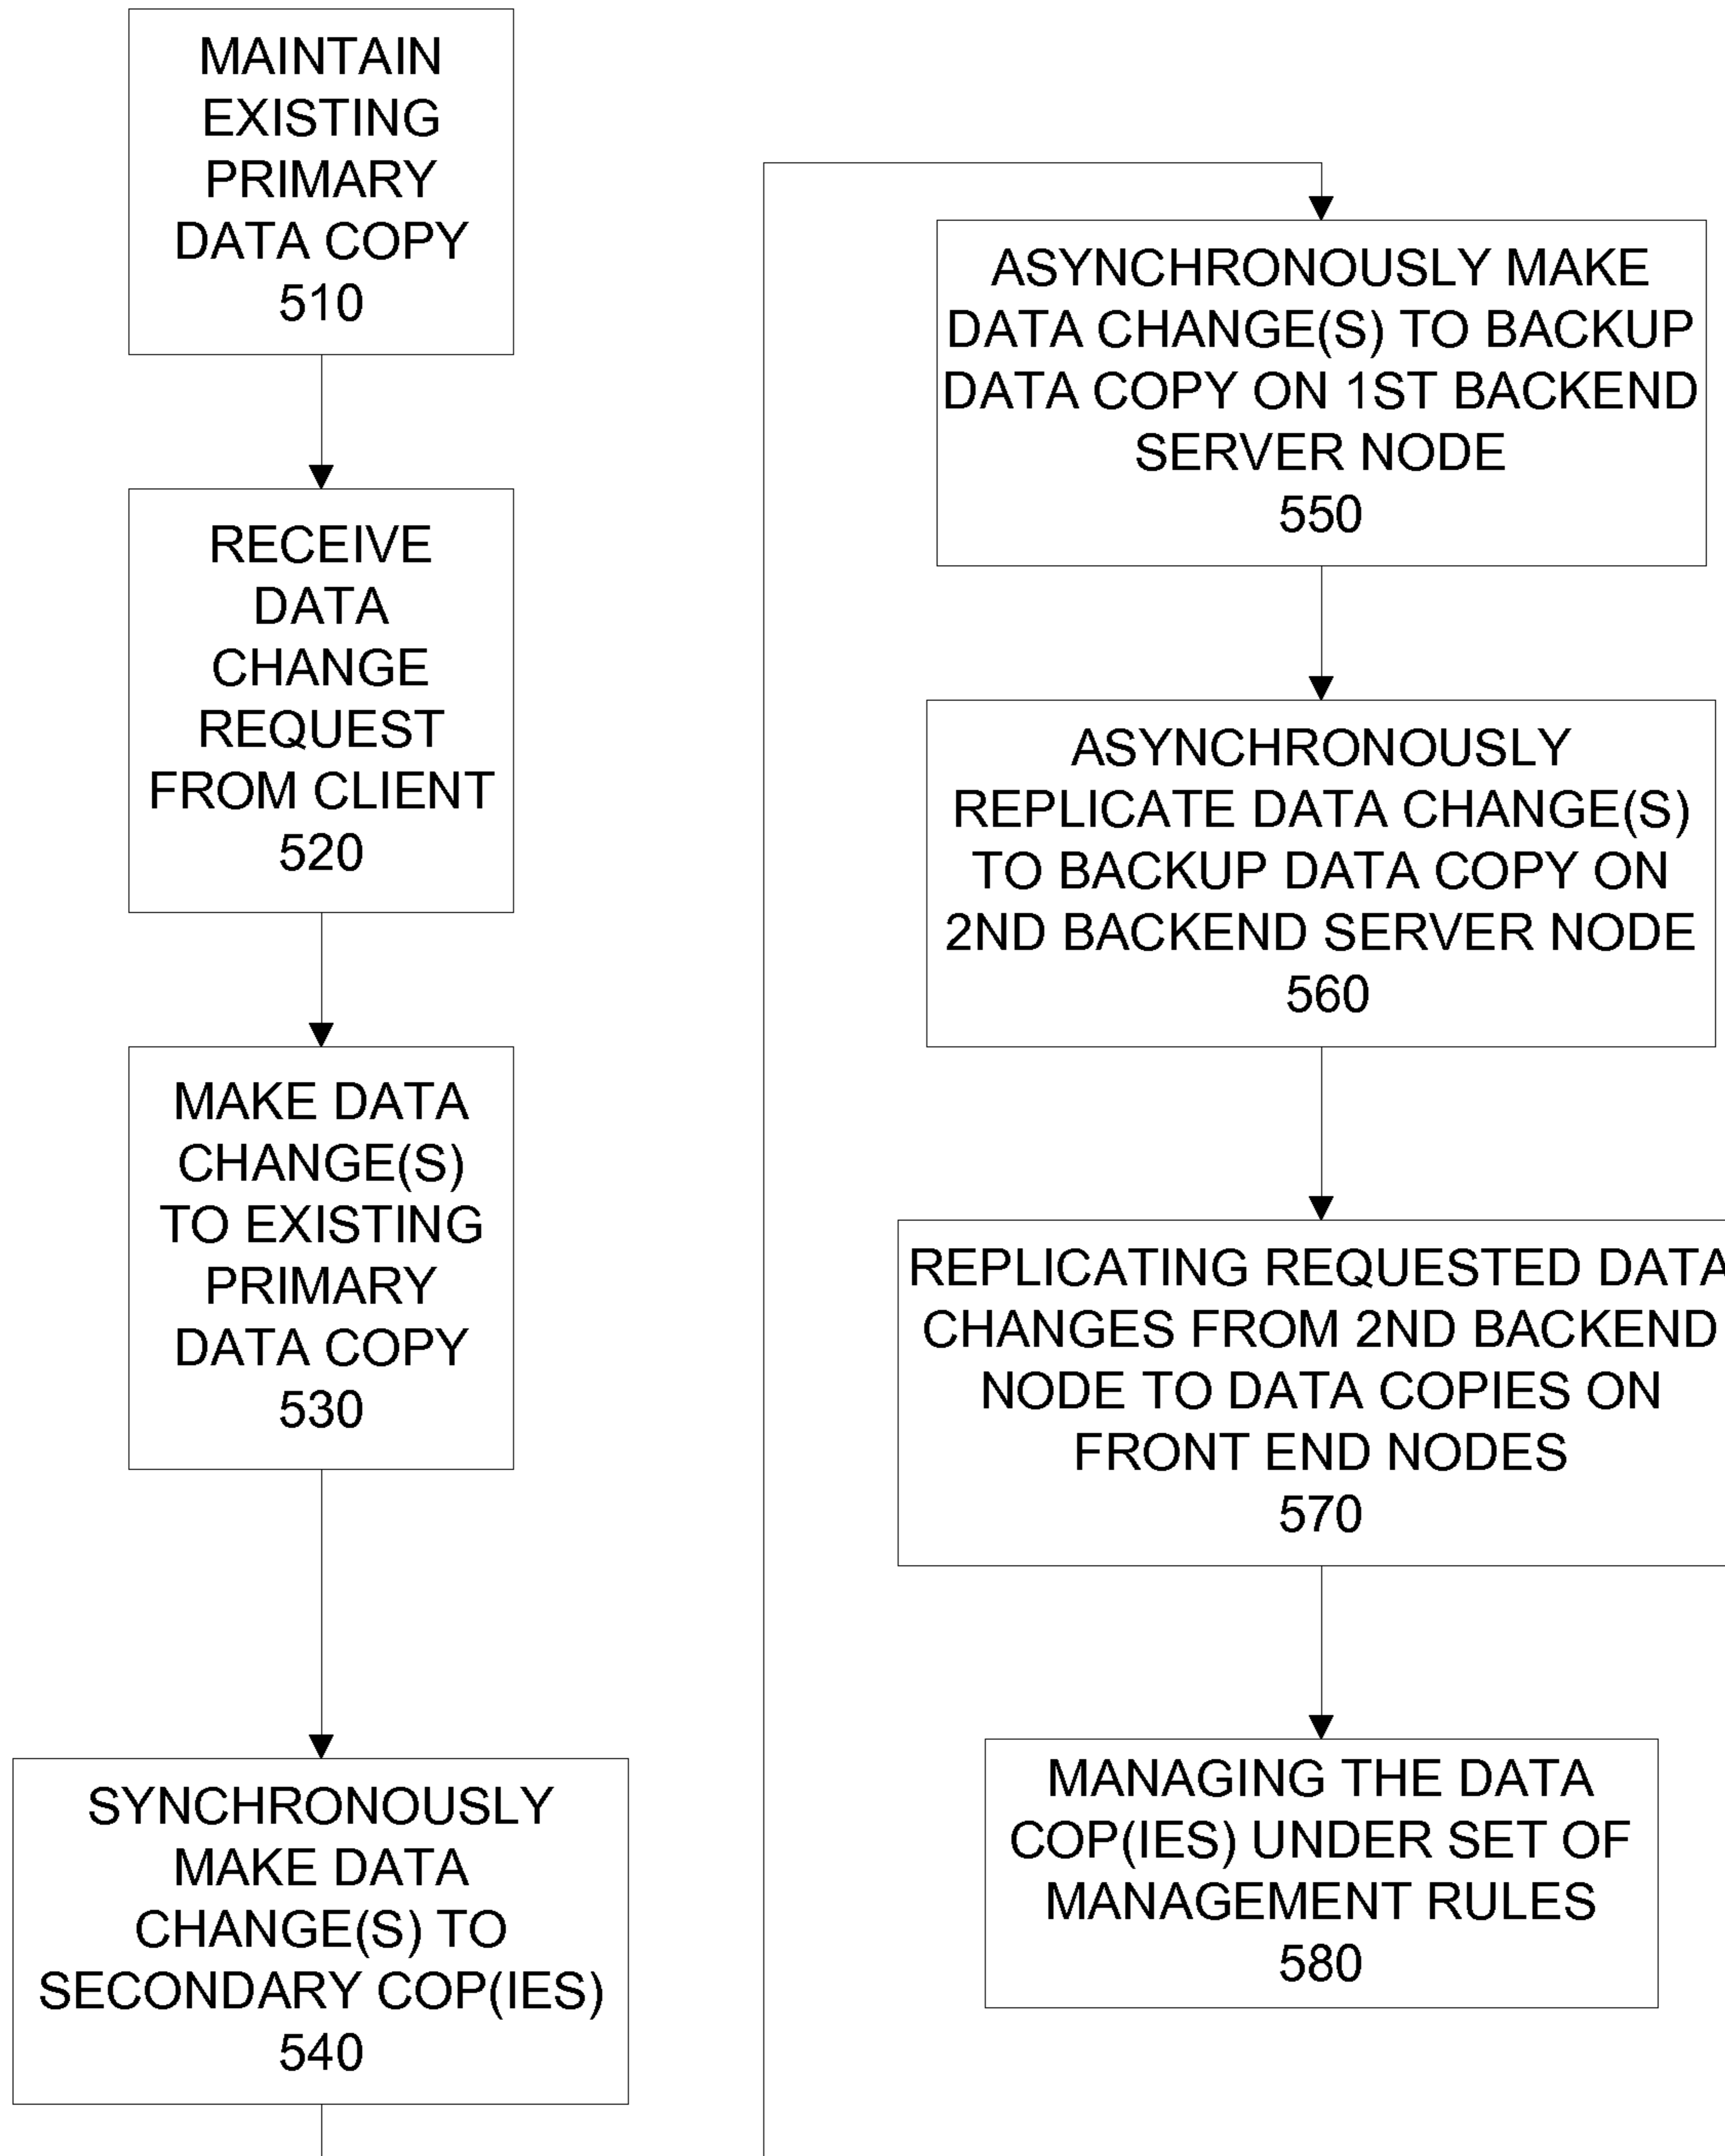 MAINTAIN
EXISTING
PRIMARY
DATA COPY
510
RECEIVE
DATA
CHANGE
REQUEST
FROM CLIENT
520
MAKE DATA
CHANGE(S)
TO EXISTING
PRIMARY
DATA COPY
530
SYNCHRONOUSLY
MAKE DATA
CHANGE(S) TO
SECONDARY COP(IES)
540
ASYNCHRONOUSLY MAKE
DATA CHANGE(S) TO BACKUP
DATA COPY ON 1ST BACKEND
SERVER NODE
550
ASYNCHRONOUSLY
REPLICATE DATA CHANGE(S)
TO BACKUP DATA COPY ON
2ND BACKEND SERVER NODE
560
REPLICATING REQUESTED DATA
CHANGES FROM 2ND BACKEND
NODE TO DATA COPIES ON
FRONT END NODES
570
MANAGING THE DATA
COP(IES) UNDER SET OF
MANAGEMENT RULES
580